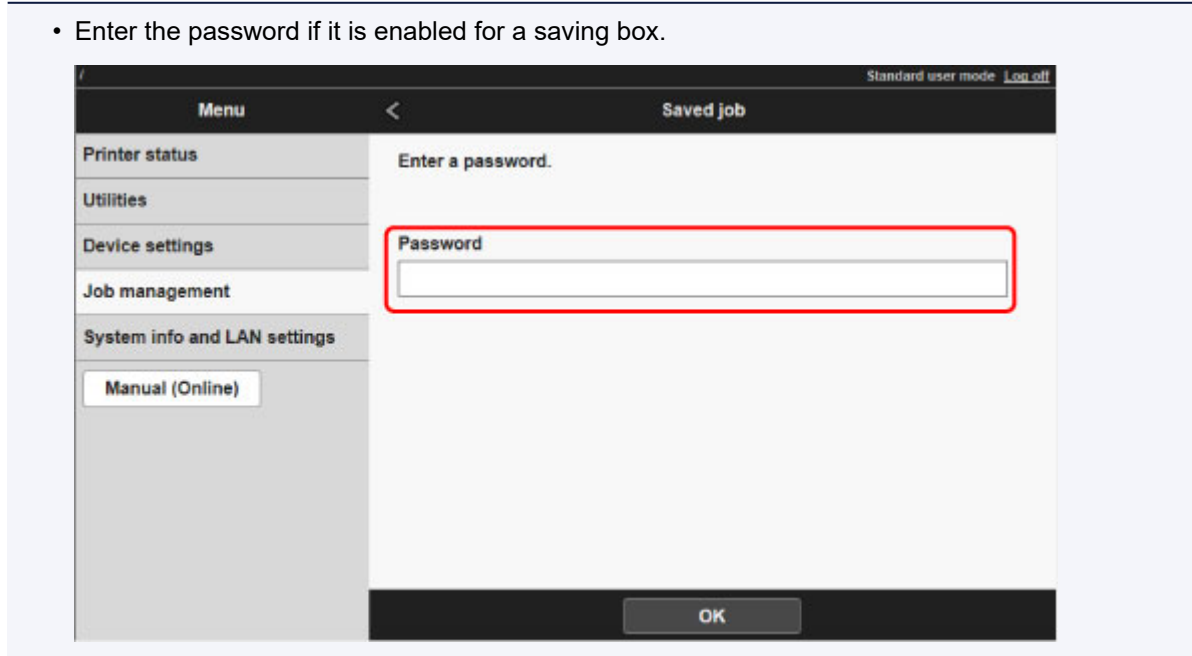 • Enter the password if it is enabled for a saving box.
/
Standard user mode Log off
Menu
< Saved job
Printer status
Enter a password.
Utilities
Device settings
Password
Job management
System info and LAN settings
Manual (Online)
OK